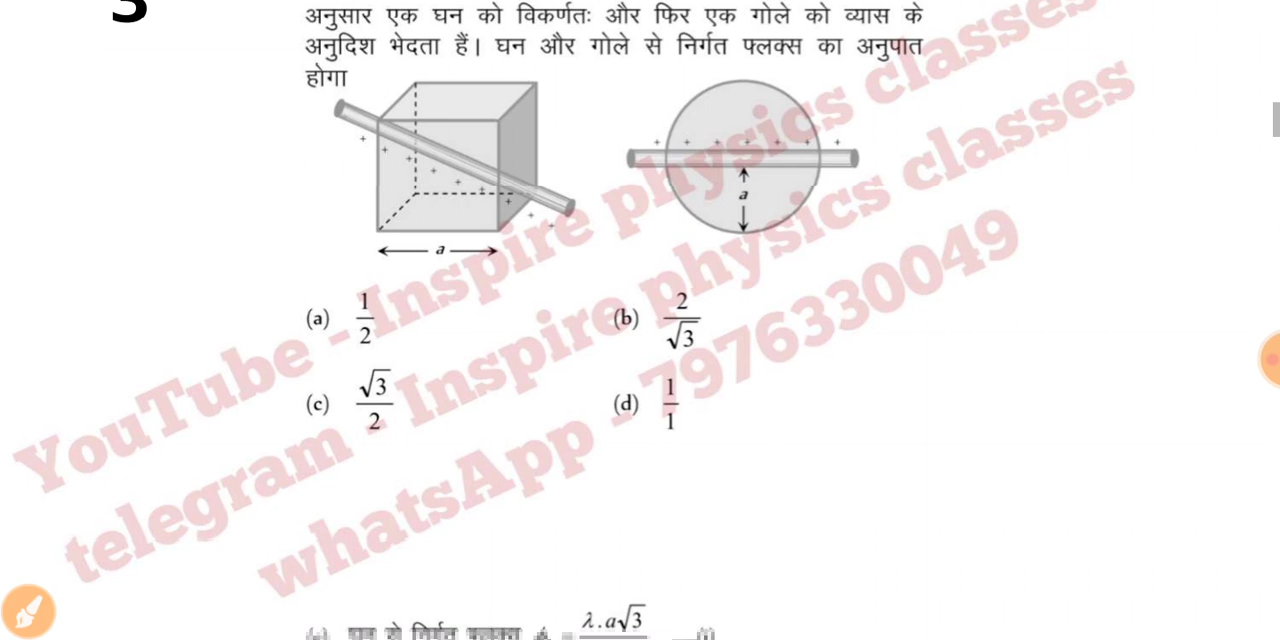 3
अनुसार एक घन को विकर्णतः और फिर एक गोले को व्यास के
अनुदिश भेदता हैं। घन और गोले से निर्गत फ्लक्स का अनुपात
होगा
+ + + + + + + + +
+ + + + + + +
a
a
(a) 1/2
(b) 2/√3
(c) √3/2
(d) 1/1
YouTube - Inspire physics classes
telegram - Inspire physics classes
whatsApp - 7976330049
λ.a√3